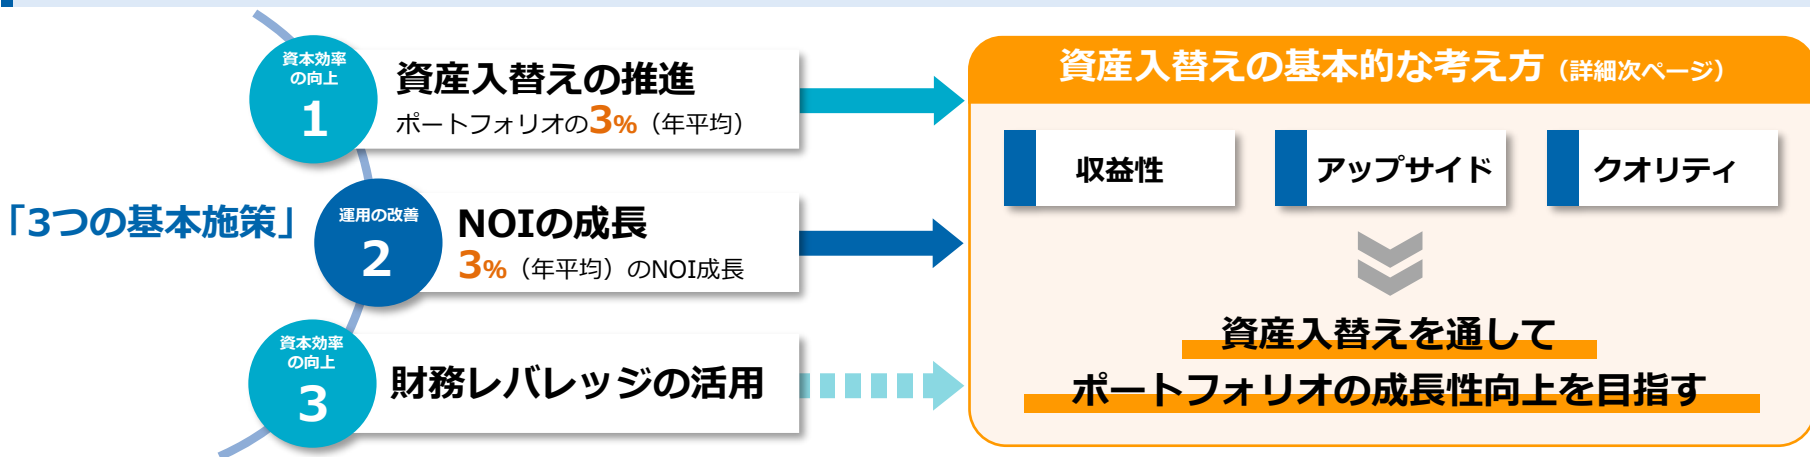 「3つの基本施策」
資本効率
の向上
1
資産入替えの推進
ポートフォリオの3%（年平均）
運用の改善
2
NOIの成長
3%（年平均）のNOI成長
資本効率
の向上
3
財務レバレッジの活用
資産入替えの基本的な考え方（詳細次ページ）
収益性
アップサイド
クオリティ
資産入替えを通して
ポートフォリオの成長性向上を目指す